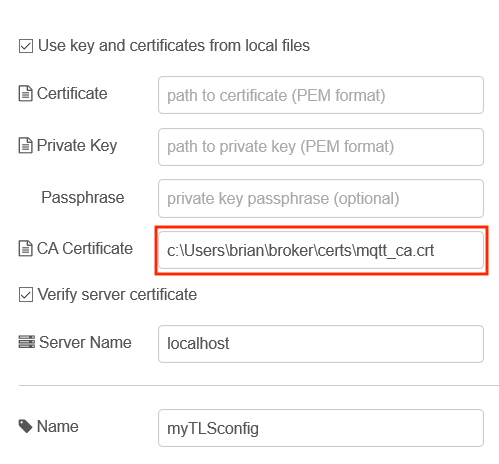 Use key and certificates from local files
Certificate path to certificate (PEM format)
Private Key path to private key (PEM format)
Passphrase private key passphrase (optional)
CA Certificate c:\Users\brian\broker\certs\mqtt_ca.crt
Verify server certificate
Server Name localhost
Name myTLSconfig